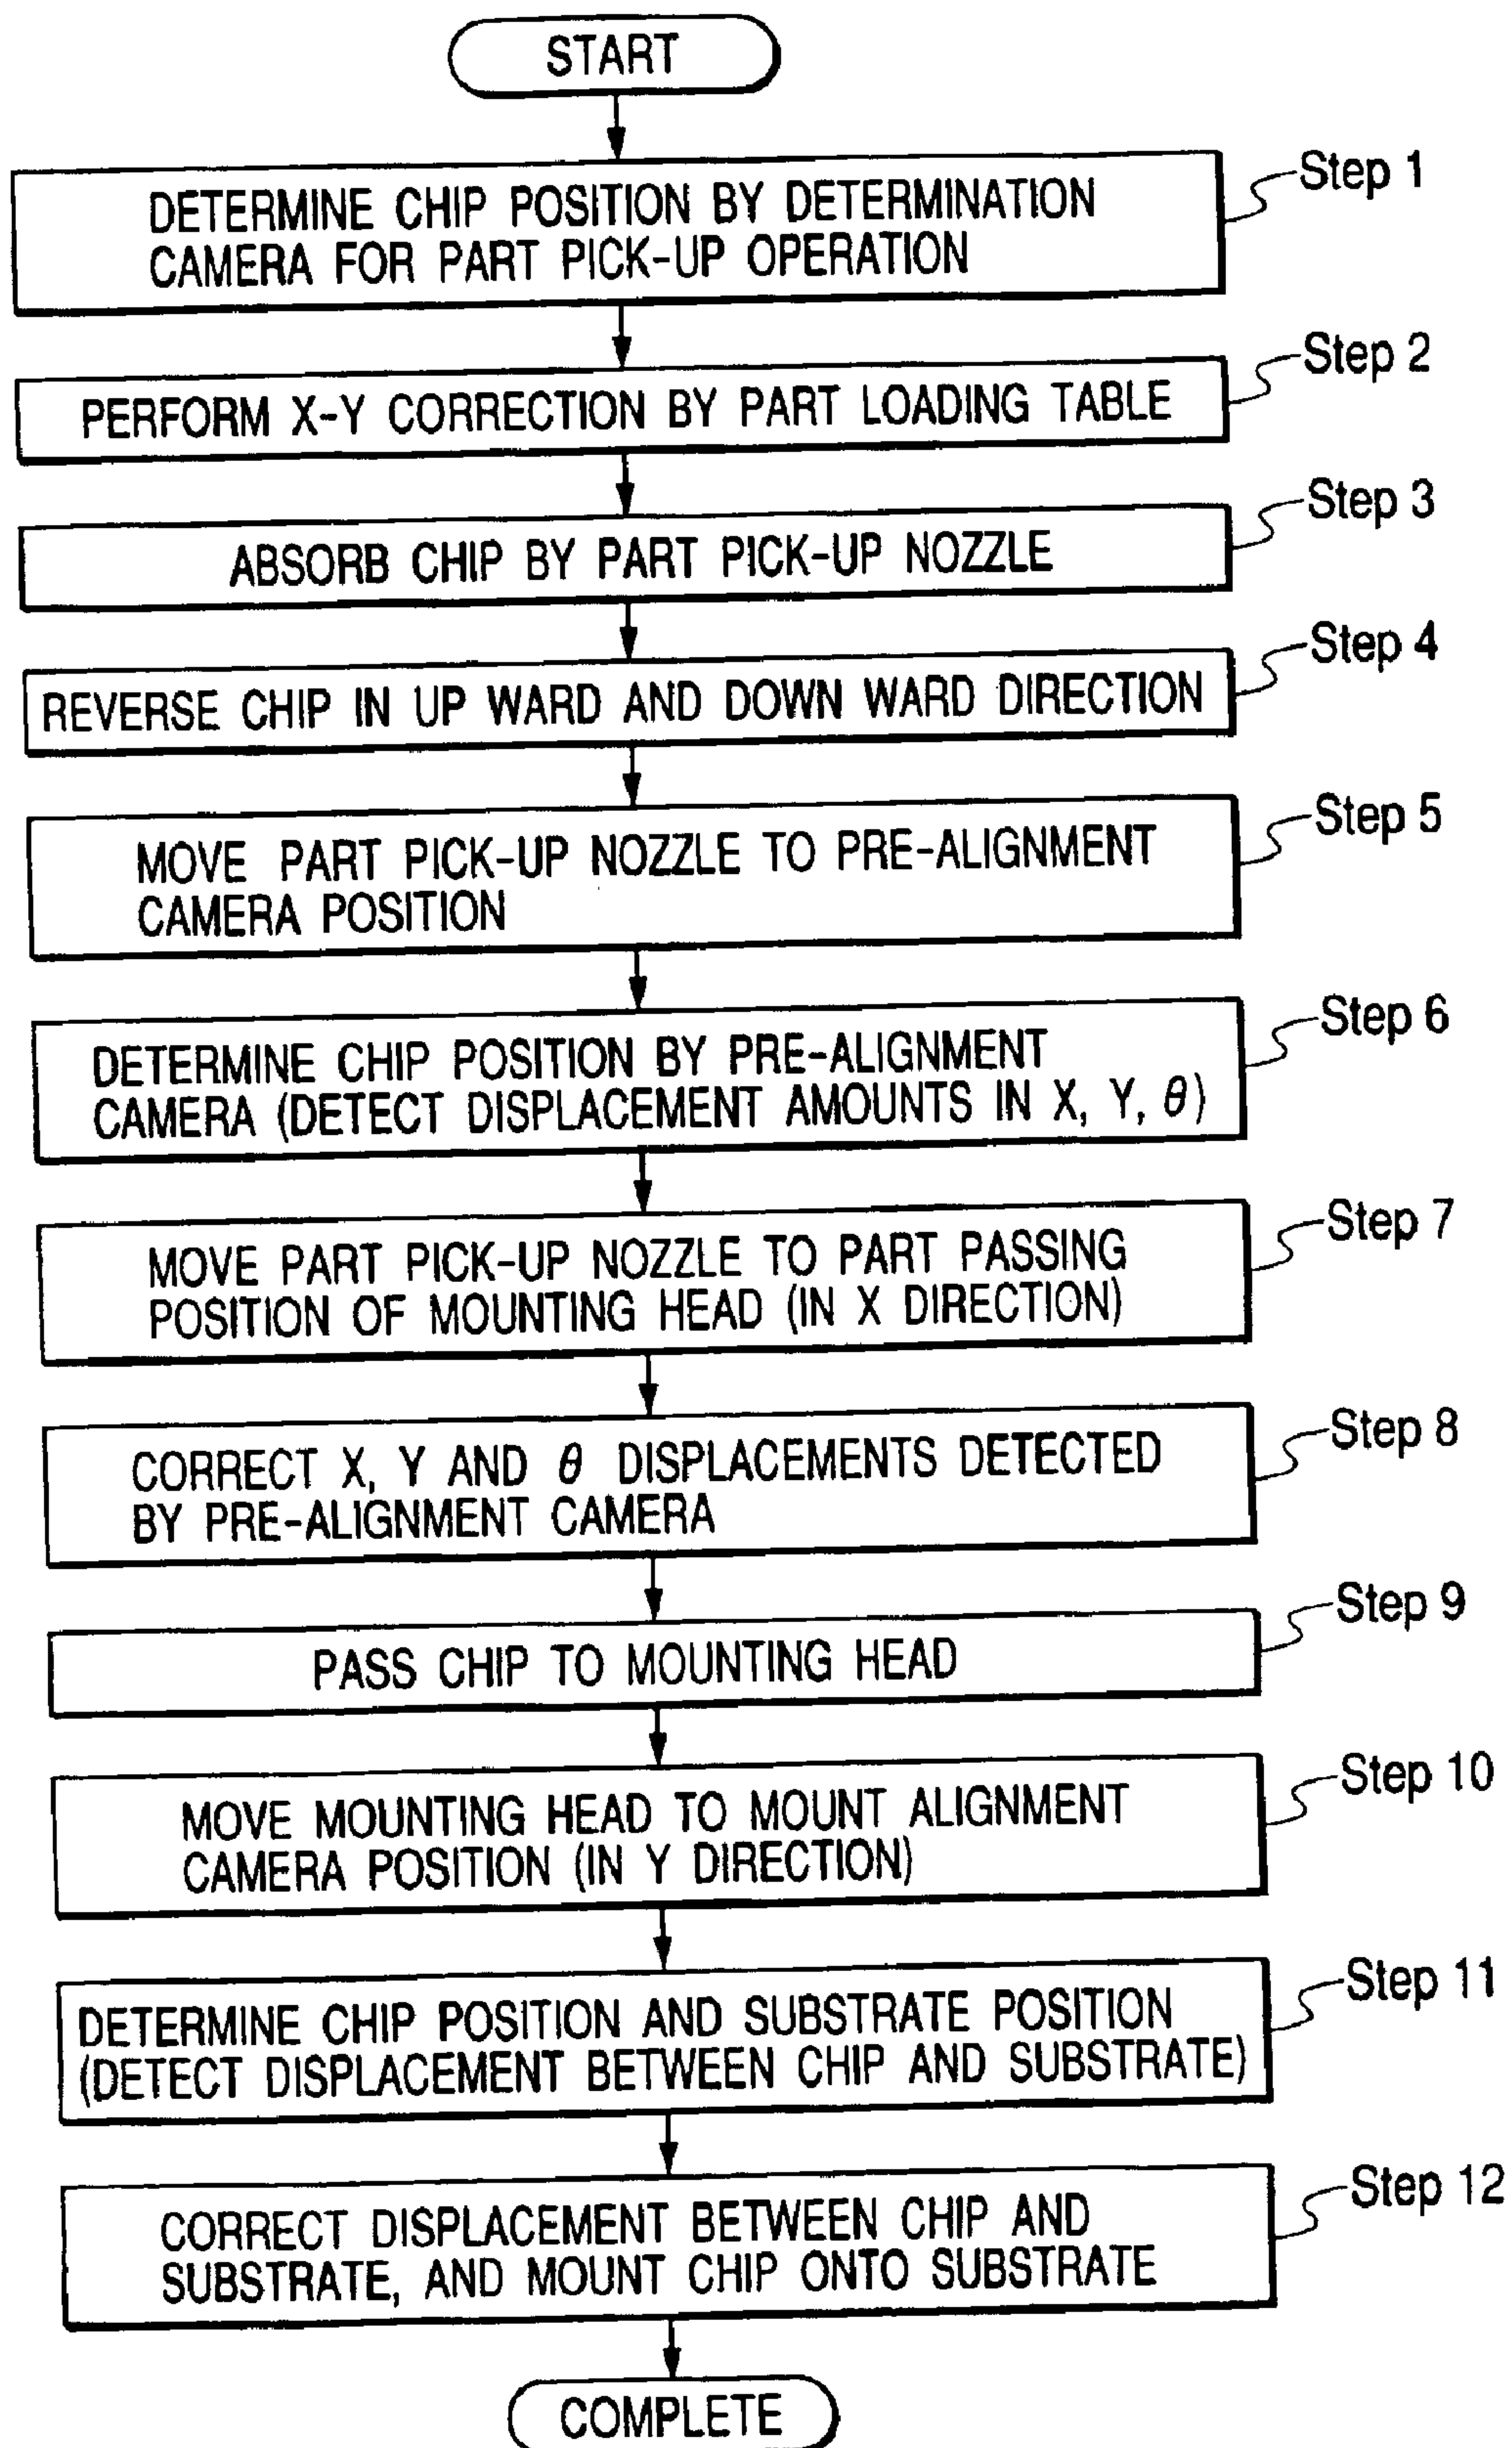 START
DETERMINE CHIP POSITION BY DETERMINATION
CAMERA FOR PART PICK-UP OPERATION
Step 1
PERFORM X-Y CORRECTION BY PART LOADING TABLE
Step 2
ABSORB CHIP BY PART PICK-UP NOZZLE
Step 3
REVERSE CHIP IN UP WARD AND DOWN WARD DIRECTION
Step 4
MOVE PART PICK-UP NOZZLE TO PRE-ALIGNMENT
CAMERA POSITION
Step 5
DETERMINE CHIP POSITION BY PRE-ALIGNMENT
CAMERA (DETECT DISPLACEMENT AMOUNTS IN X, Y, θ)
Step 6
MOVE PART PICK-UP NOZZLE TO PART PASSING
POSITION OF MOUNTING HEAD (IN X DIRECTION)
Step 7
CORRECT X, Y AND θ DISPLACEMENTS DETECTED
BY PRE-ALIGNMENT CAMERA
Step 8
PASS CHIP TO MOUNTING HEAD
Step 9
MOVE MOUNTING HEAD TO MOUNT ALIGNMENT
CAMERA POSITION (IN Y DIRECTION)
Step 10
DETERMINE CHIP POSITION AND SUBSTRATE POSITION
(DETECT DISPLACEMENT BETWEEN CHIP AND SUBSTRATE)
Step 11
CORRECT DISPLACEMENT BETWEEN CHIP AND
SUBSTRATE, AND MOUNT CHIP ONTO SUBSTRATE
Step 12
COMPLETE